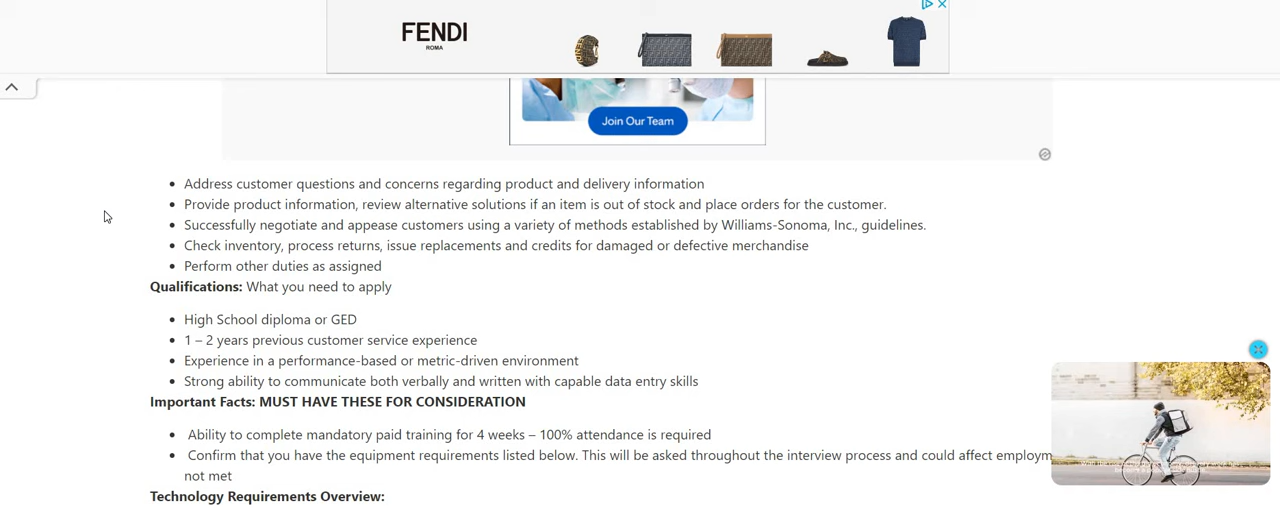 FENDI
ROMA
Join Our Team
Address customer questions and concerns regarding product and delivery information
Provide product information, review alternative solutions if an item is out of stock and place orders for the customer.
Successfully negotiate and appease customers using a variety of methods established by Williams-Sonoma, Inc., guidelines.
Check inventory, process returns, issue replacements and credits for damaged or defective merchandise
Perform other duties as assigned
Qualifications: What you need to apply
High School diploma or GED
1 – 2 years previous customer service experience
Experience in a performance-based or metric-driven environment
Strong ability to communicate both verbally and written with capable data entry skills
Important Facts: MUST HAVE THESE FOR CONSIDERATION
Ability to complete mandatory paid training for 4 weeks – 100% attendance is required
Confirm that you have the equipment requirements listed below. This will be asked throughout the interview process and could affect employm
not met
Technology Requirements Overview: